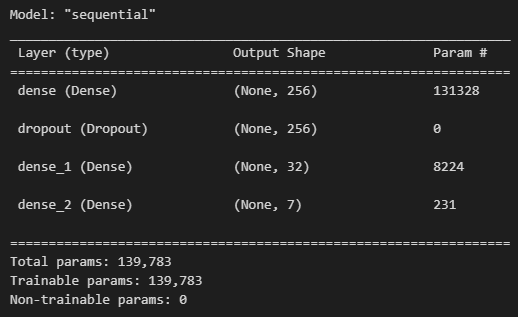 Model: "sequential"
_________________________________________________________________
Layer (type) Output Shape Param #
=================================================================
dense (Dense) (None, 256) 131328
dropout (Dropout) (None, 256) 0
dense_1 (Dense) (None, 32) 8224
dense_2 (Dense) (None, 7) 231
=================================================================
Total params: 139,783
Trainable params: 139,783
Non-trainable params: 0